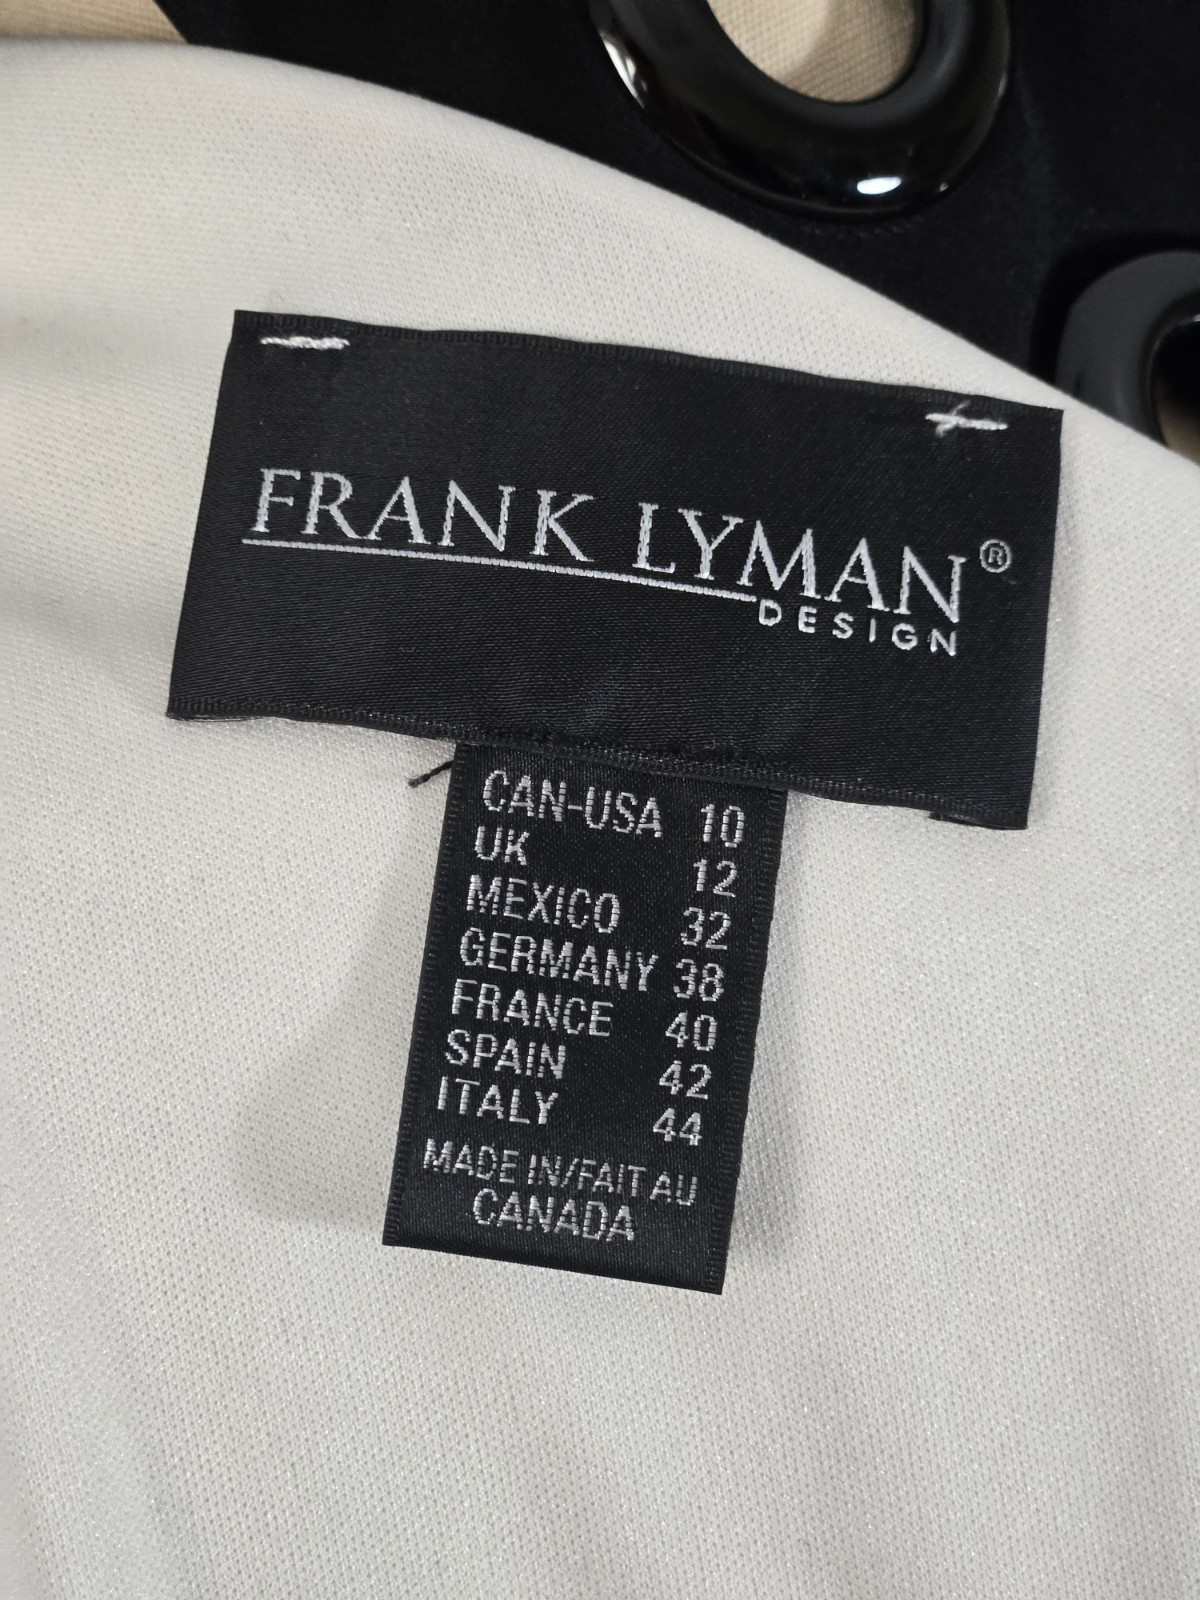 FRANK LYMAN®
DESIGN
CAN-USA 10
UK 12
MEXICO 32
GERMANY 38
FRANCE 40
SPAIN 42
ITALY 44
MADE IN/FAIT AU
CANADA